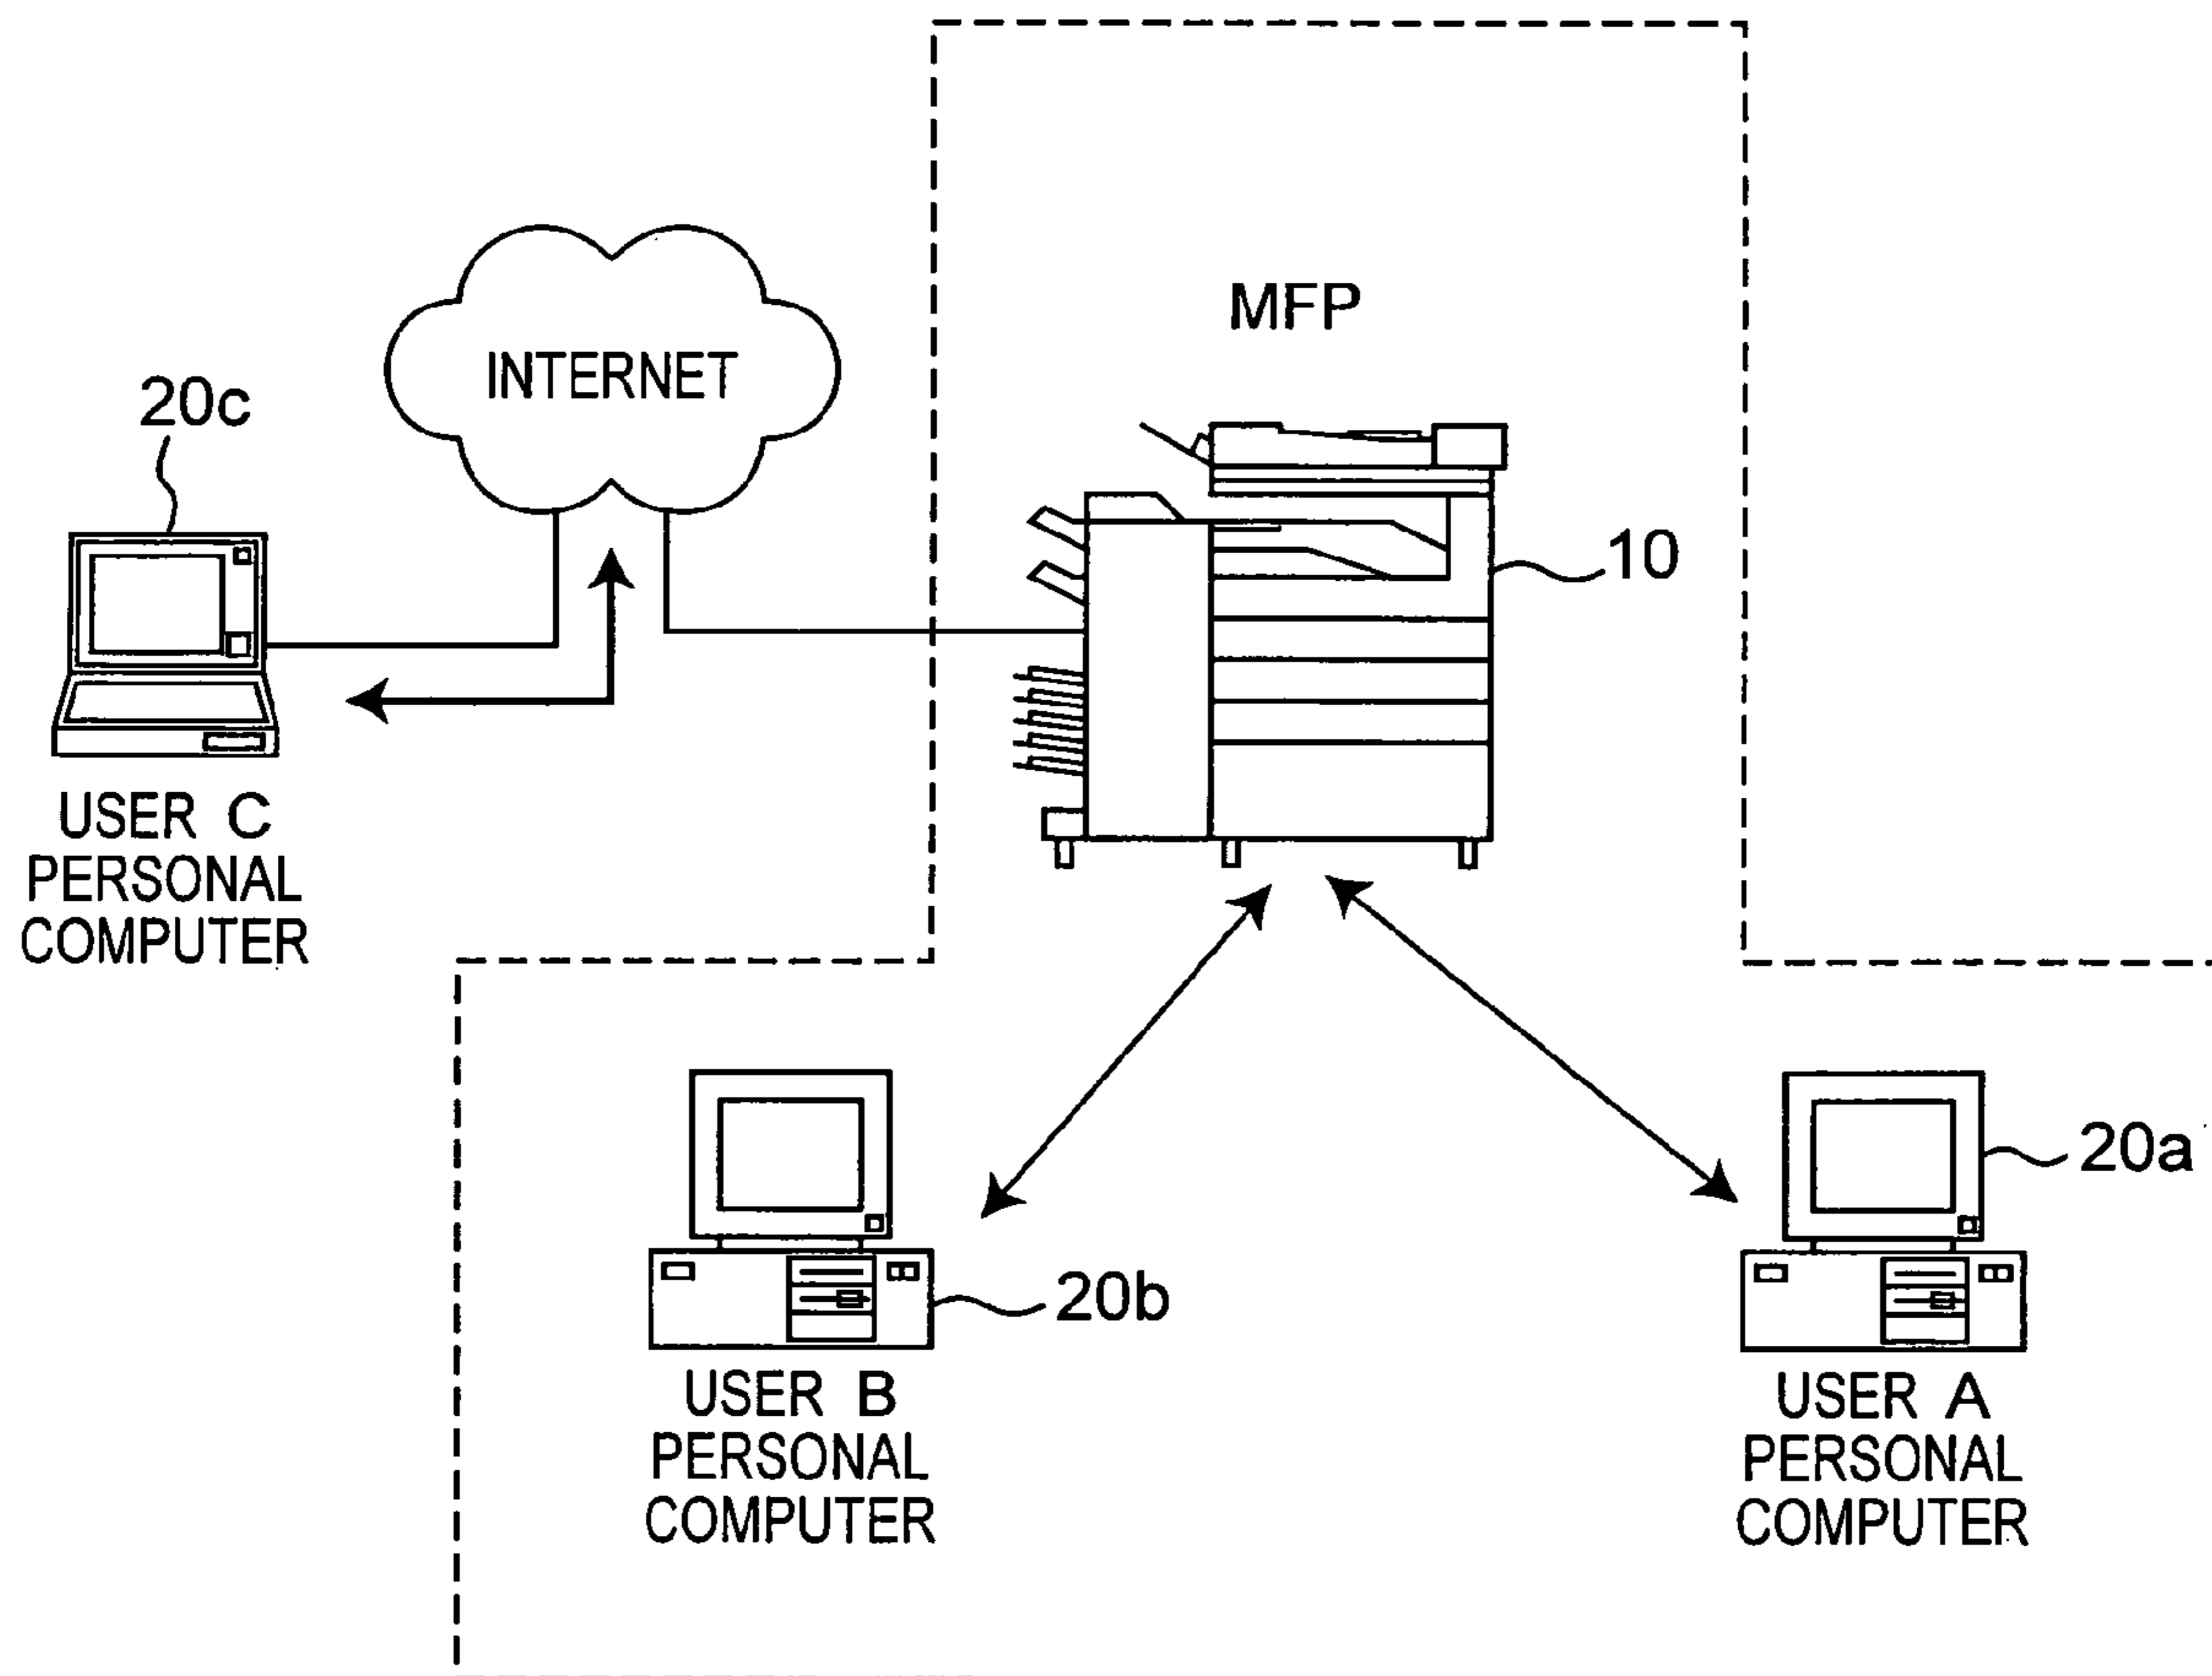 MFP
INTERNET
20c
10
USER C
PERSONAL
COMPUTER
20a
20b
USER B
PERSONAL
COMPUTER
USER A
PERSONAL
COMPUTER